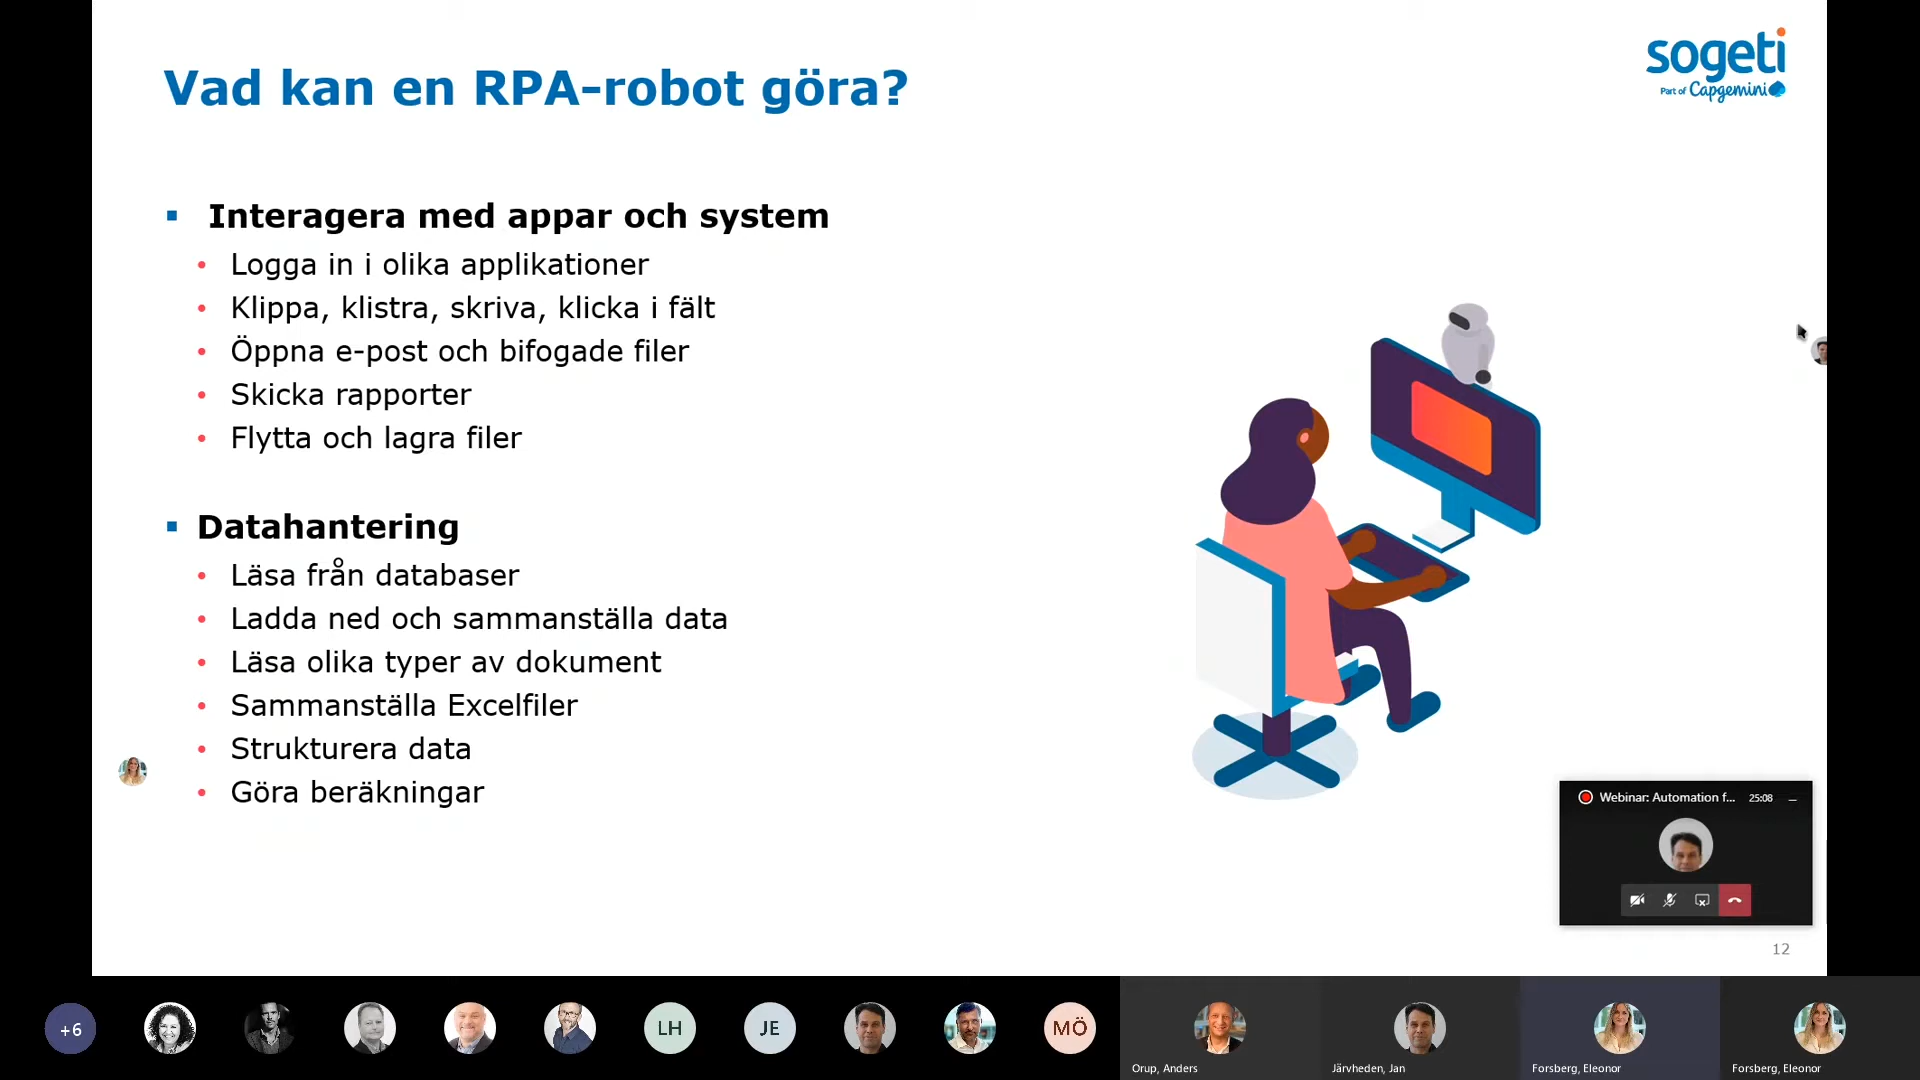 Vad kan en RPA-robot göra?
sogeti
Part of Capgemini
Interagera med appar och system
Logga in i olika applikationer
Klippa, klistra, skriva, klicka i fält
Öppna e-post och bifogade filer
Skicka rapporter
Flytta och lagra filer
Datahantering
Läsa från databaser
Ladda ned och sammanställa data
Läsa olika typer av dokument
Sammanställa Excelfiler
Strukturera data
Göra beräkningar
Webinar: Automation f... 25:08
12
+6 LH JE MÖ
Orup, Anders
Järvheden, Jan
Forsberg, Eleonor
Forsberg, Eleonor